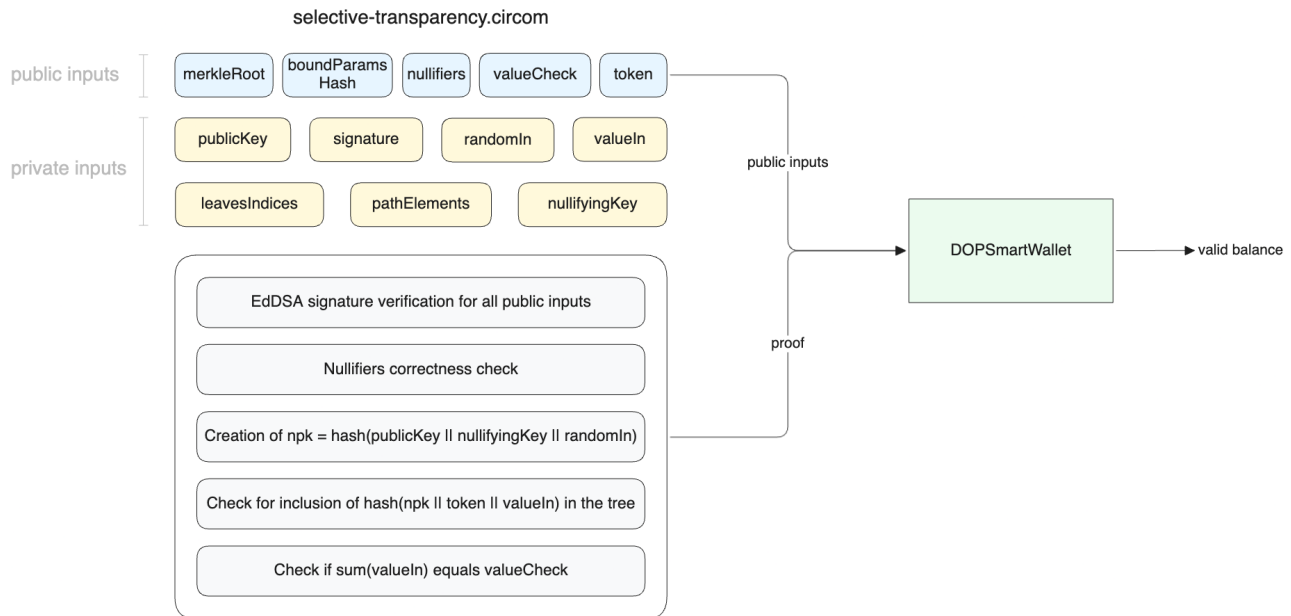 selective-transparency.circom
public inputs
merkleRoot
boundParams
Hash
nullifiers
valueCheck
token
private inputs
publicKey
signature
randomIn
valueIn
leavesIndices
pathElements
nullifyingKey
EdDSA signature verification for all public inputs
Nullifiers correctness check
Creation of npk = hash(publicKey || nullifyingKey || randomIn)
Check for inclusion of hash(npk || token || valueIn) in the tree
Check if sum(valueIn) equals valueCheck
public inputs
proof
DOPSmartWallet
valid balance